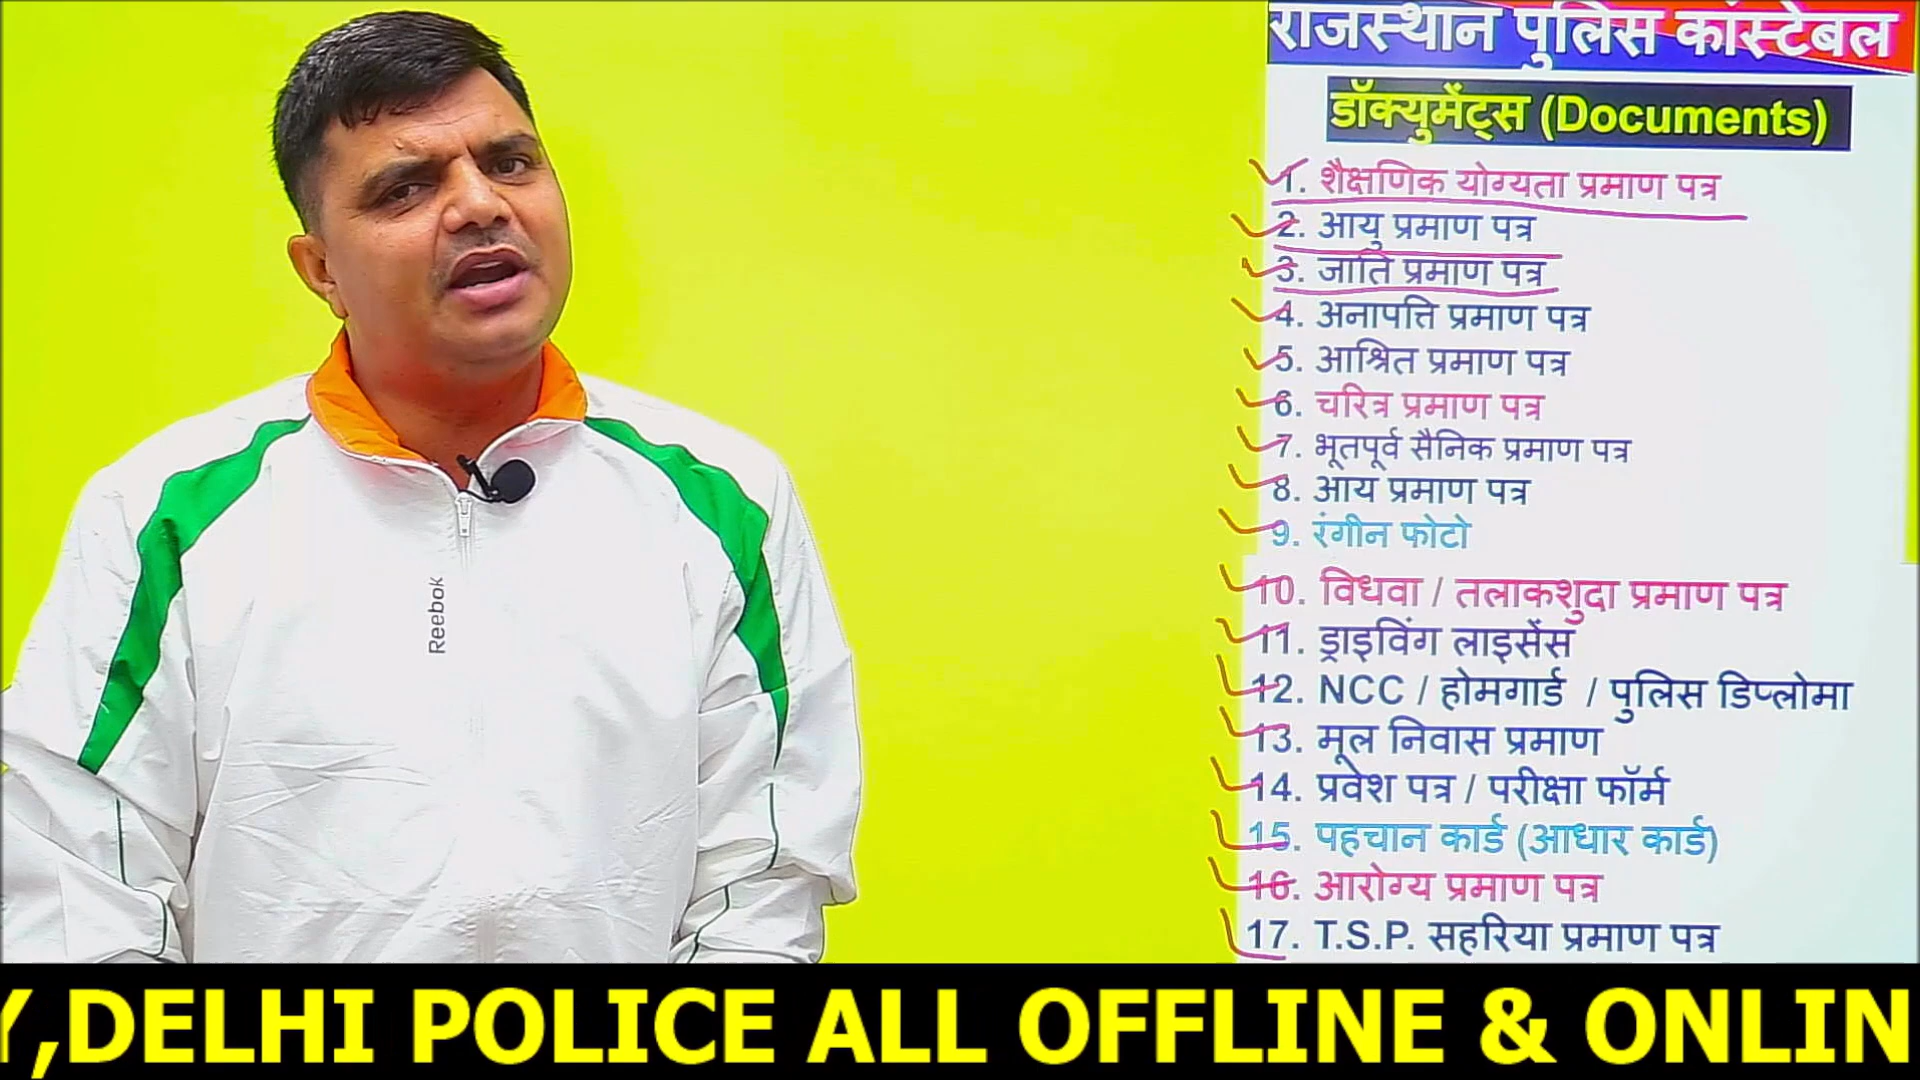 राजस्थान पुलिस कांस्टेबल
डॉक्युमेंट्स (Documents)
1. शैक्षणिक योग्यता प्रमाण पत्र
2. आयु प्रमाण पत्र
3. जाति प्रमाण पत्र
4. अनापत्ति प्रमाण पत्र
5. आश्रित प्रमाण पत्र
6. चरित्र प्रमाण पत्र
7. भूतपूर्व सैनिक प्रमाण पत्र
8. आय प्रमाण पत्र
9. रंगीन फोटो
10. विधवा / तलाकशुदा प्रमाण पत्र
11. ड्राइविंग लाइसेंस
12. NCC / होमगार्ड / पुलिस डिप्लोमा
13. मूल निवास प्रमाण
14. प्रवेश पत्र / परीक्षा फॉर्म
15. पहचान कार्ड (आधार कार्ड)
16. आरोग्य प्रमाण पत्र
17. T.S.P. सहरिया प्रमाण पत्र
Reebok
Y,DELHI POLICE ALL OFFLINE & ONLIN